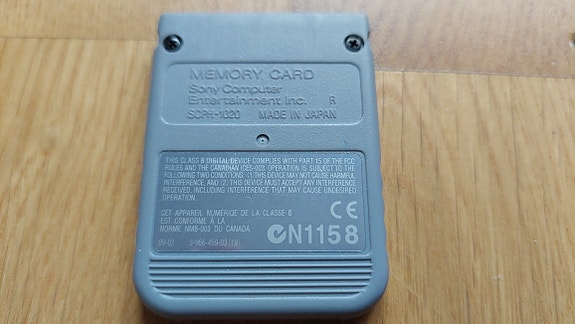 MEMORY CARD
Sony Computer
Entertainment Inc. R
SCPH-1020 MADE IN JAPAN
THIS CLASS B DIGITAL DEVICE COMPLIES WITH PART 15 OF THE FCC
RULES AND THE CANADIAN ICES-003. OPERATION IS SUBJECT TO THE
FOLLOWING TWO CONDITIONS: (1) THIS DEVICE MAY NOT CAUSE HARMFUL
INTERFERENCE, AND (2) THIS DEVICE MUST ACCEPT ANY INTERFERENCE
RECEIVED, INCLUDING INTERFERENCE THAT MAY CAUSE UNDESIRED
OPERATION.
CET APPAREIL NUMÉRIQUE DE LA CLASSE B
EST CONFORME À LA
NORME NMB-003 DU CANADA.
CE
N1158